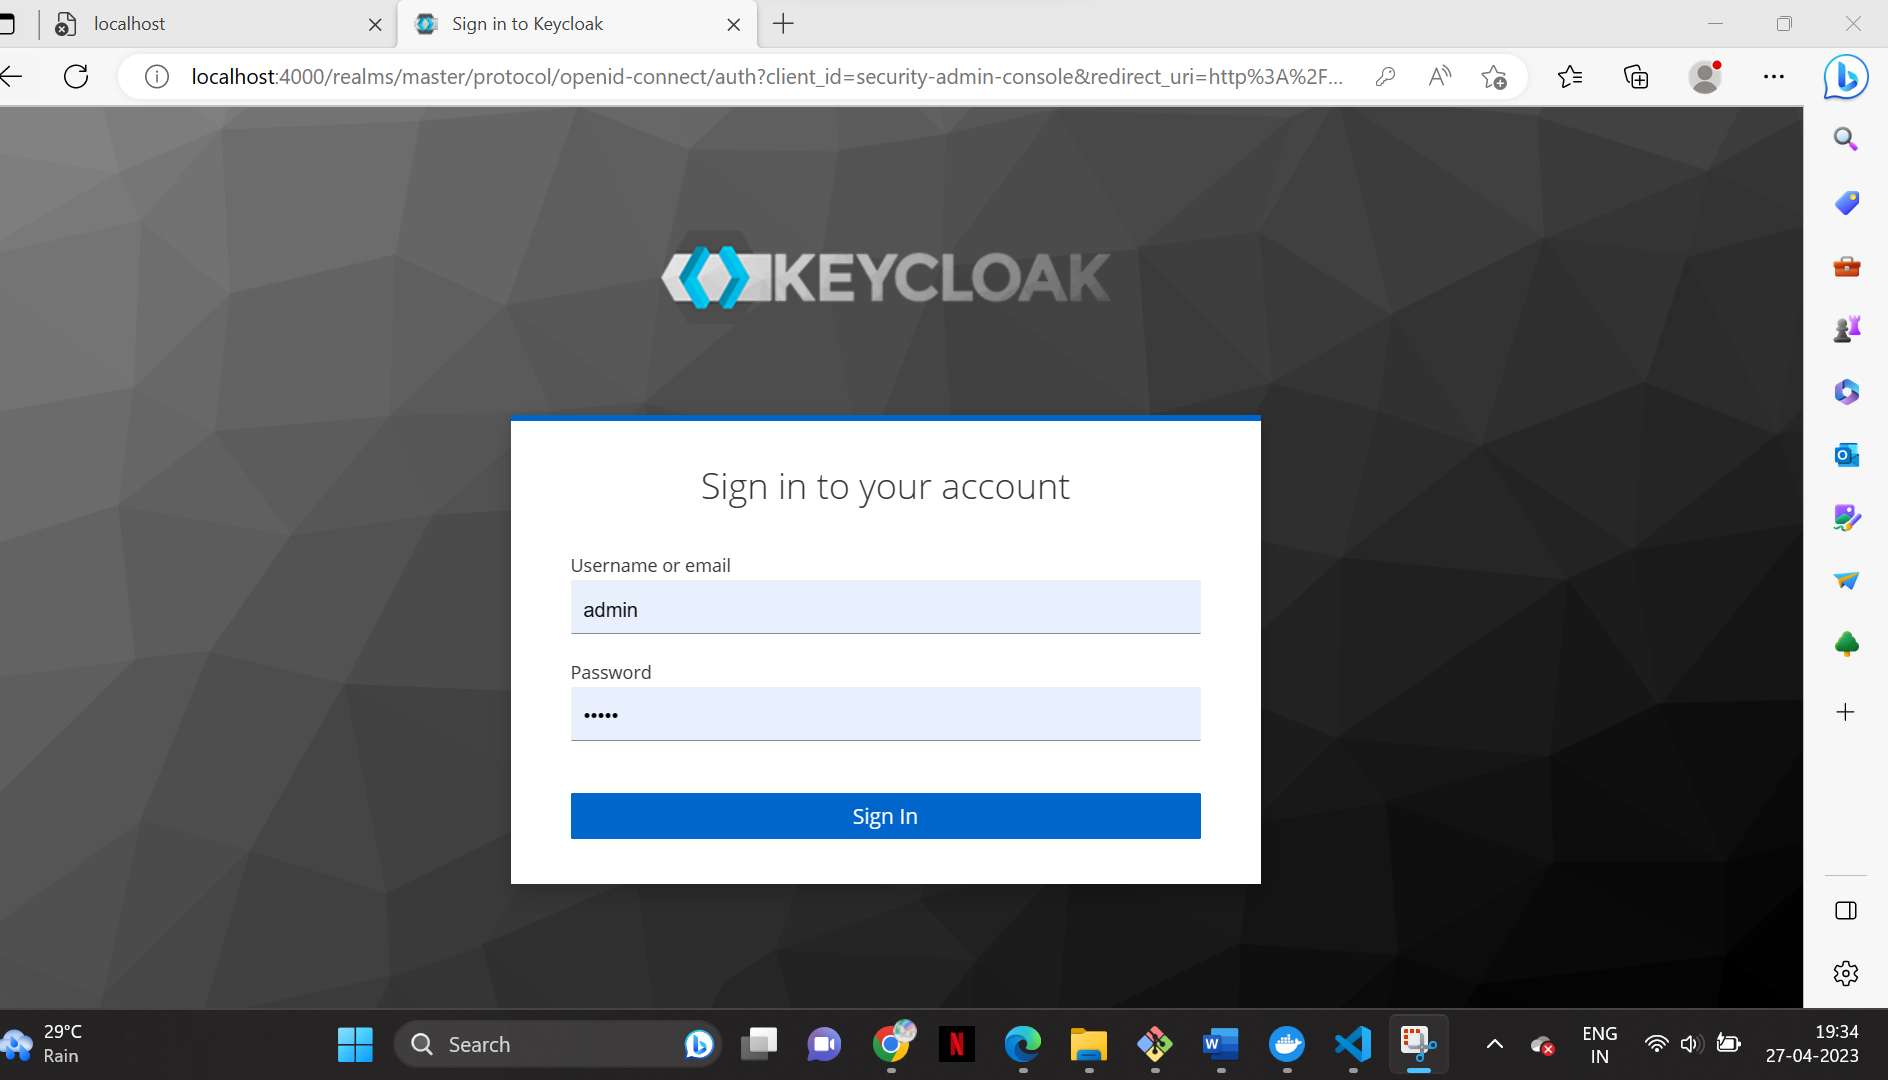 localhost
Sign in to Keycloak
localhost:4000/realms/master/protocol/openid-connect/auth?client_id=security-admin-console&redirect_uri=http%3A%2F...
KEYCLOAK
Sign in to your account
Username or email
admin
Password
•••••
Sign In
29°C
Rain
Search
ENG
IN
19:34
27-04-2023